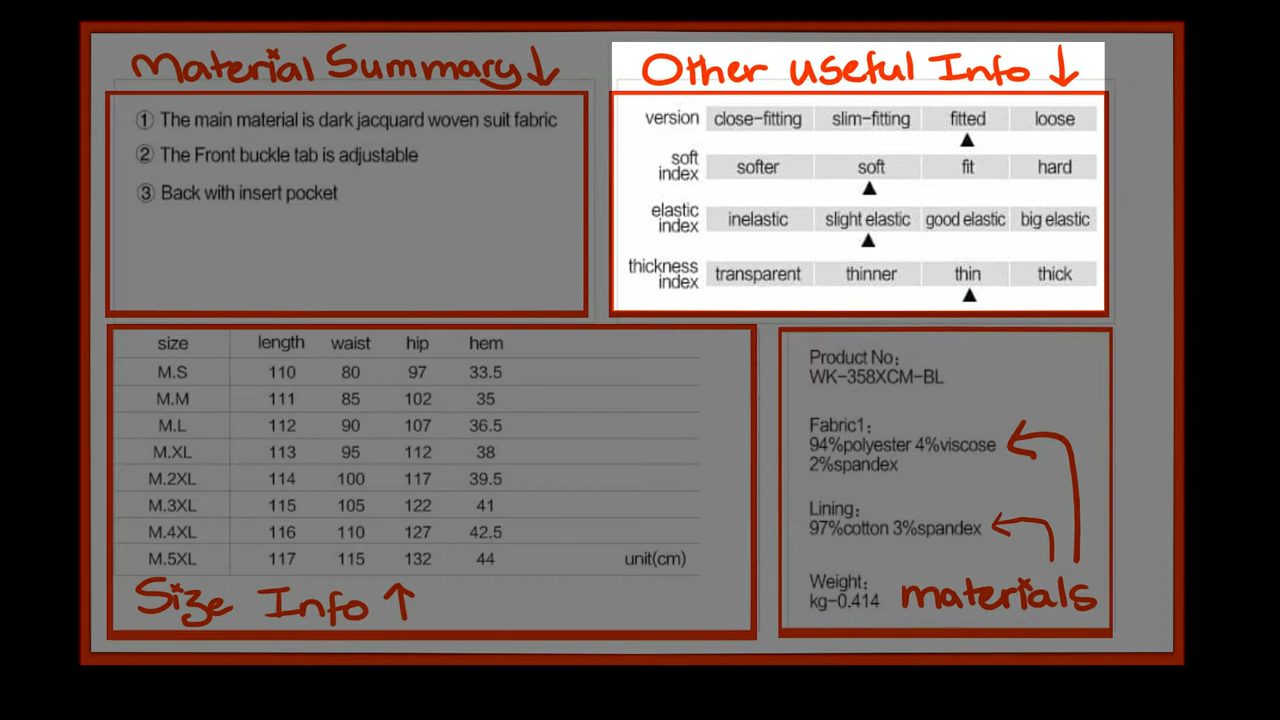 Material Summary ↓
① The main material is dark jacquard woven suit fabric
② The Front buckle tab is adjustable
③ Back with insert pocket
Other useful Info ↓
version close-fitting slim-fitting fitted loose
▲
soft index softer soft fit hard
▲
elastic index inelastic slight elastic good elastic big elastic
▲
thickness index transparent thinner thin thick
▲
size length waist hip hem
M.S 110 80 97 33.5
M.M 111 85 102 35
M.L 112 90 107 36.5
M.XL 113 95 112 38
M.2XL 114 100 117 39.5
M.3XL 115 105 122 41
M.4XL 116 110 127 42.5
M.5XL 117 115 132 44 unit(cm)
Size Info ↑
Product No:
WK-358XCM-BL
Fabric1:
94%polyester 4%viscose
2%spandex
Lining:
97%cotton 3%spandex
Weight:
kg-0.414
materials